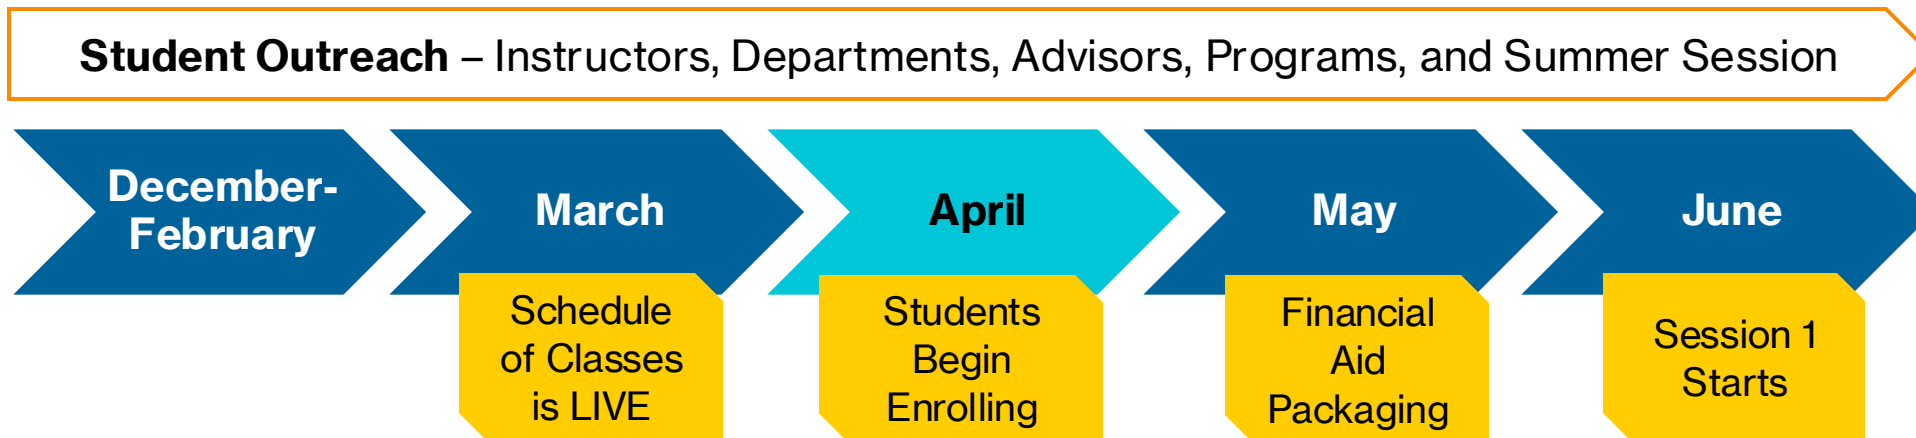 Student Outreach – Instructors, Departments, Advisors, Programs, and Summer Session
December-
February
March
April
May
June
Schedule
of Classes
is LIVE
Students
Begin
Enrolling
Financial
Aid
Packaging
Session 1
Starts